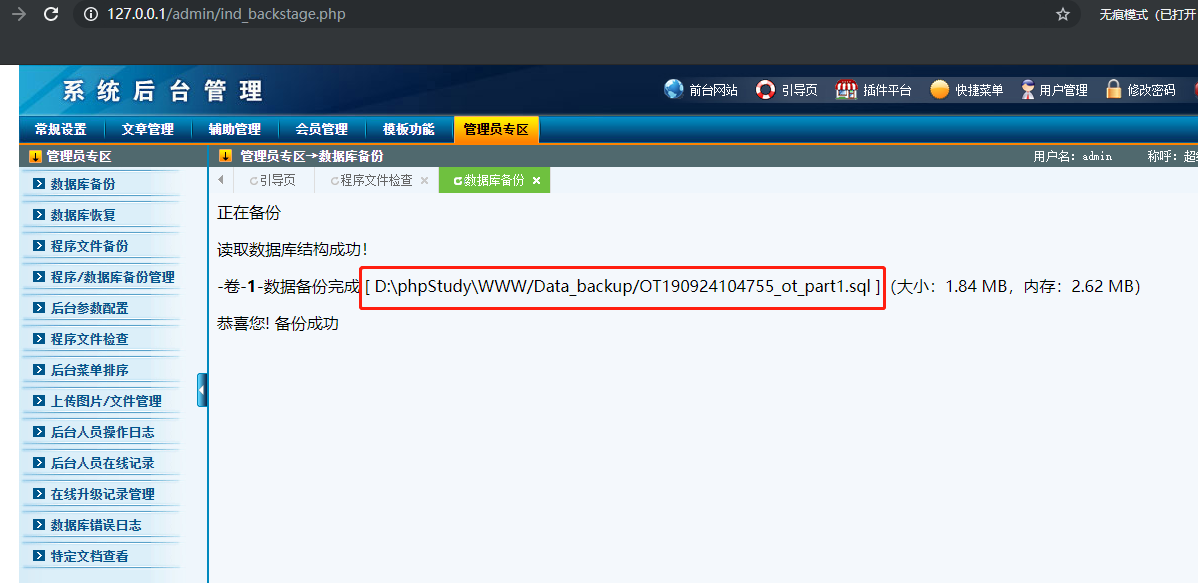 127.0.0.1/admin/ind_backstage.php
无痕模式 (已打开
系统后台管理
前台网站 引导页 插件平台 快捷菜单 用户管理 修改密码
常规设置 文章管理 辅助管理 会员管理 模板功能 管理员专区
管理员专区
管理员专区→数据库备份
用户名: admin 称呼: 超
引导页 程序文件检查 × 数据库备份 ×
数据库备份
数据库恢复
程序文件备份
程序/数据库备份管理
后台参数配置
程序文件检查
后台菜单排序
上传图片/文件管理
后台人员操作日志
后台人员在线记录
在线升级记录管理
数据库错误日志
特定文档查看
正在备份
读取数据库结构成功!
-卷-1-数据备份完成 [ D:\phpStudy\WWW/Data_backup/OT190924104755_ot_part1.sql ] (大小: 1.84 MB, 内存: 2.62 MB)
恭喜您! 备份成功